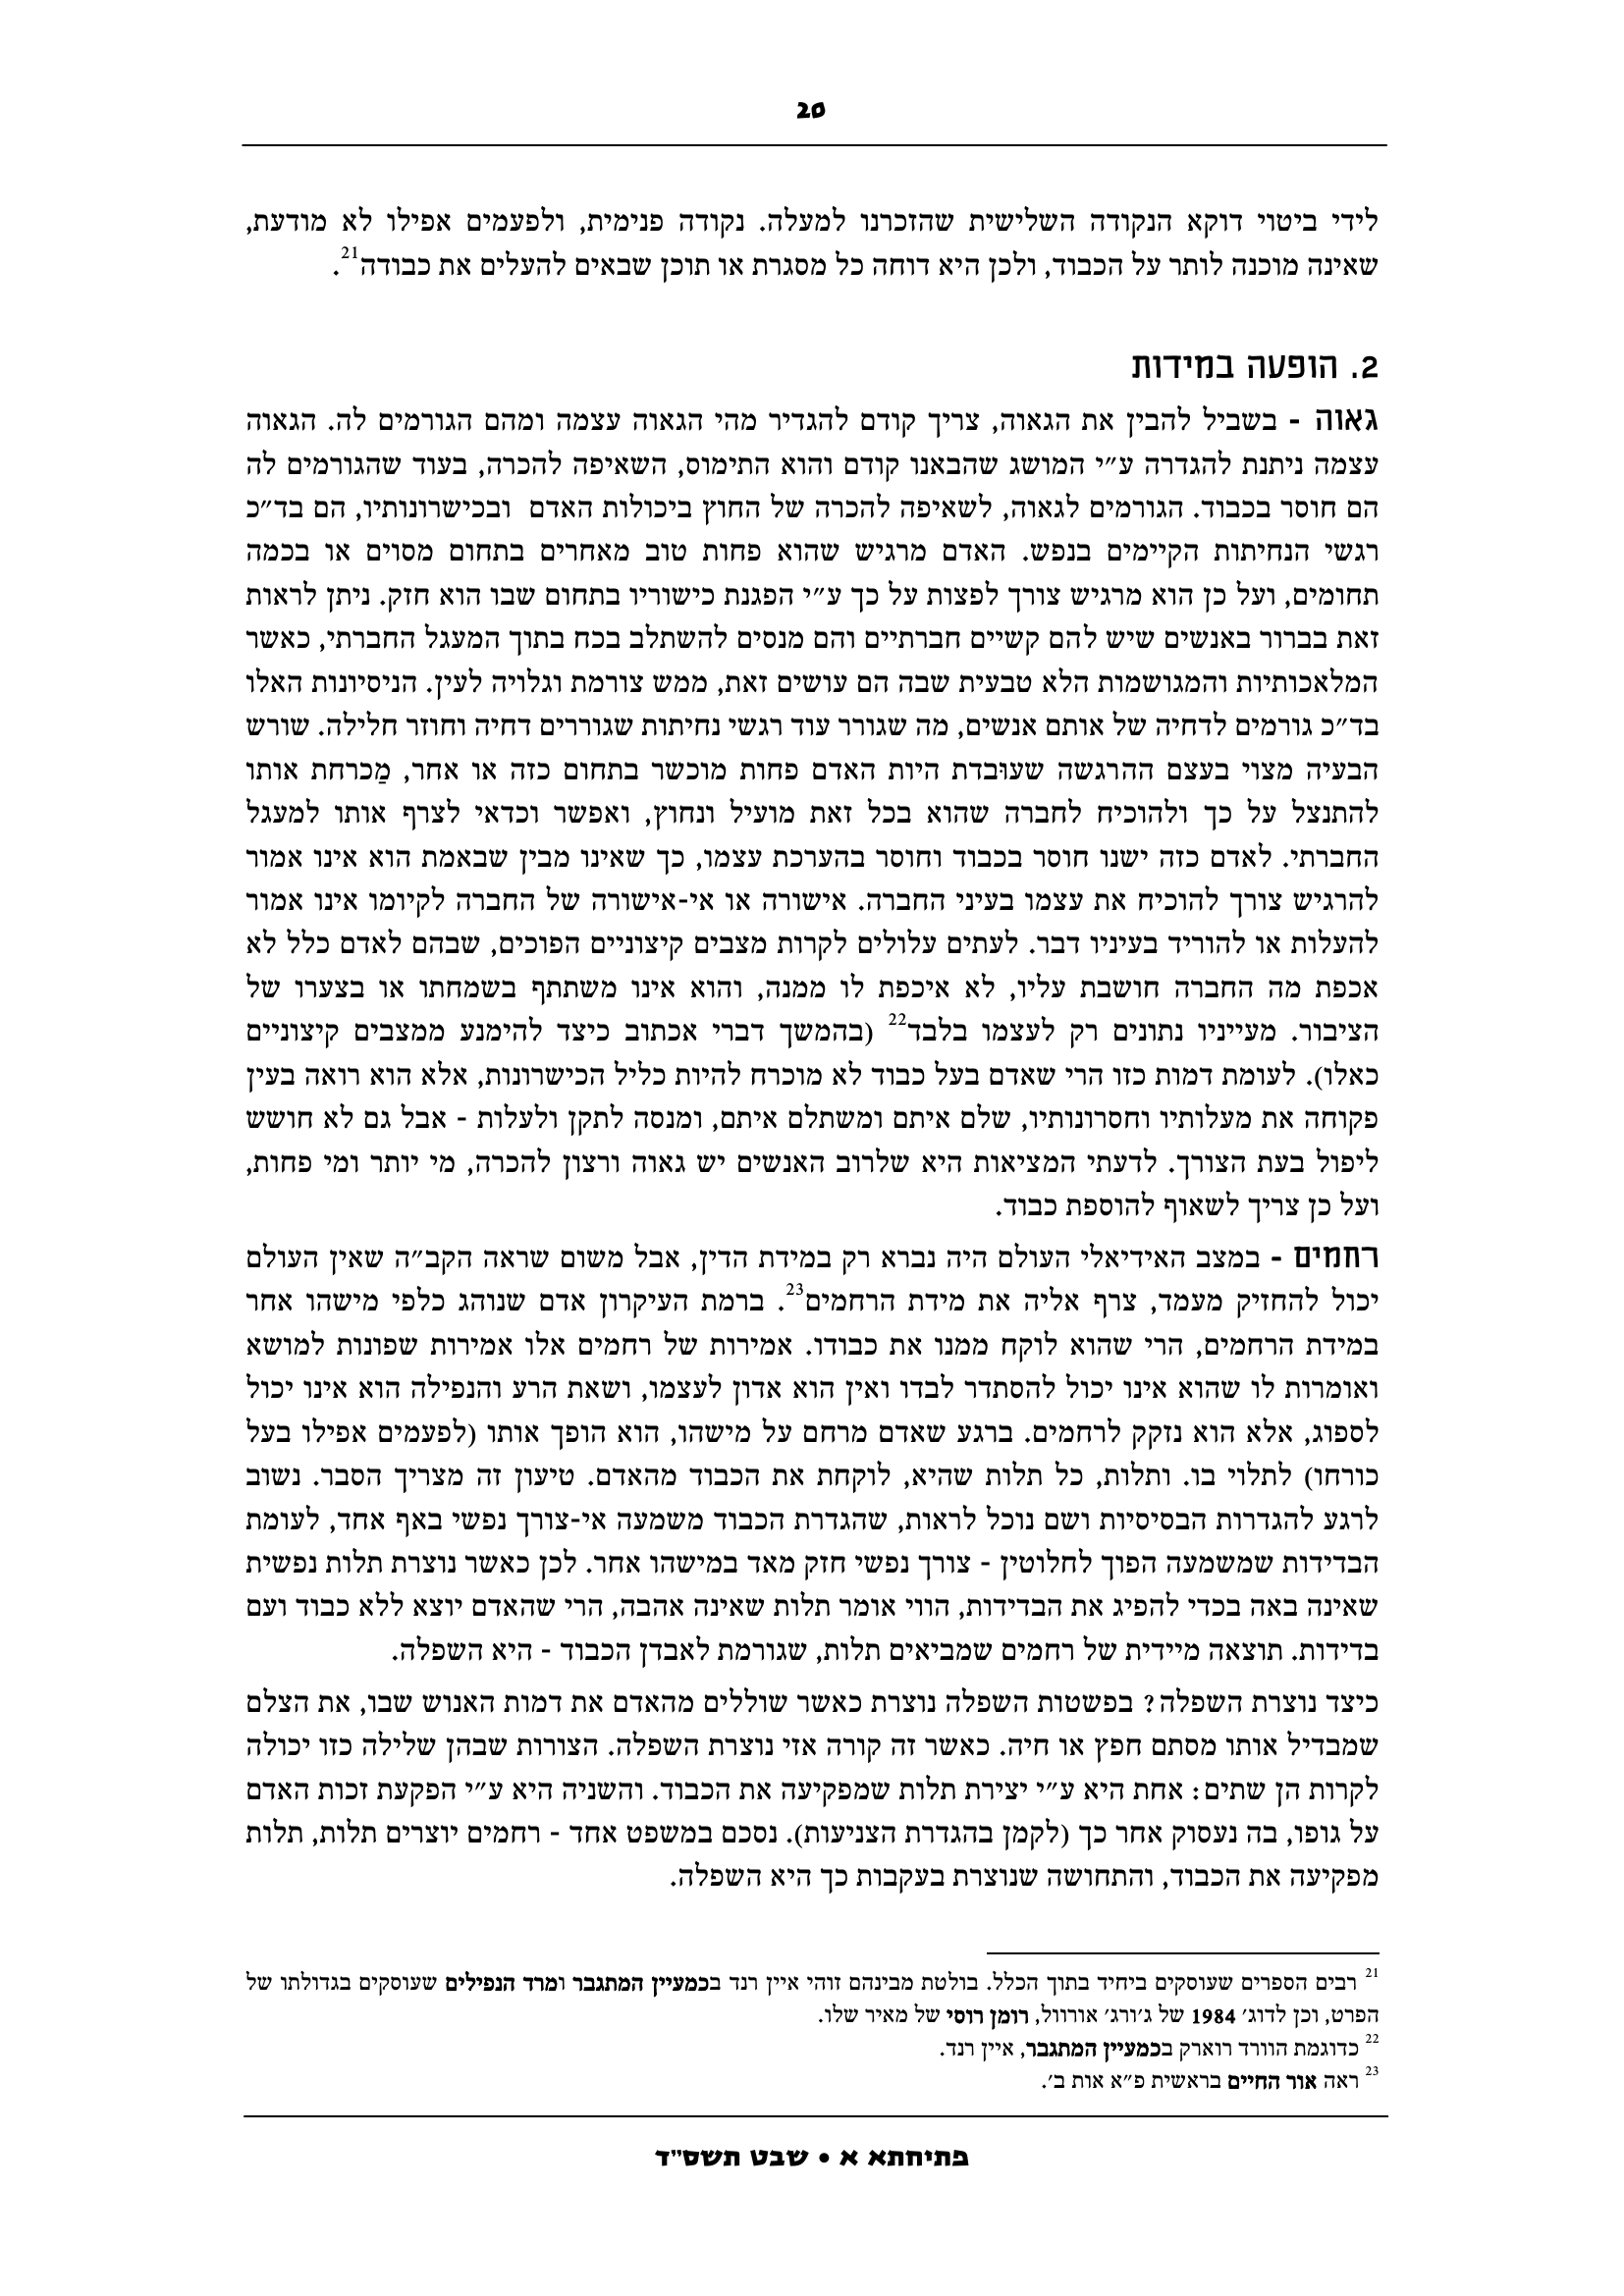 20
לידי ביטוי דוקא הנקודה השלישית שהזכרנו למעלה. נקודה פנימית, ולפעמים אפילו לא מודעת,
שאינה מוכנה לותר על הכבוד, ולכן היא דוחה כל מסגרת או תוכן שבאים להעלים את כבודה21.
2. הופעה במידות
גאוה - בשביל להבין את הגאוה, צריך קודם להגדיר מהי הגאוה עצמה ומהם הגורמים לה. הגאוה
עצמה ניתנת להגדרה ע״י המושג שהבאנו קודם והוא התימוס, השאיפה להכרה, בעוד שהגורמים לה
הם חוסר בכבוד. הגורמים לגאוה, לשאיפה להכרה של החוץ ביכולות האדם ובכישרונותיו, הם בד״כ
רגשי הנחיתות הקיימים בנפש. האדם מרגיש שהוא פחות טוב מאחרים בתחום מסוים או בכמה
תחומים, ועל כן הוא מרגיש צורך לפצות על כך ע״י הפגנת כישוריו בתחום שבו הוא חזק. ניתן לראות
זאת בברור באנשים שיש להם קשיים חברתיים והם מנסים להשתלב בכח בתוך המעגל החברתי, כאשר
המלאכותיות והמגושמות הלא טבעית שבה הם עושים זאת, ממש צורמת וגלויה לעין. הניסיונות האלו
בד״כ גורמים לדחיה של אותם אנשים, מה שגורר עוד רגשי נחיתות שגוררים דחיה וחוזר חלילה. שורש
הבעיה מצוי בעצם ההרגשה שעוּבדת היות האדם פחות מוכשר בתחום כזה או אחר, מַכרחת אותו
להתנצל על כך ולהוכיח לחברה שהוא בכל זאת מועיל ונחוץ, ואפשר וכדאי לצרף אותו למעגל
החברתי. לאדם כזה ישנו חוסר בכבוד וחוסר בהערכת עצמו, כך שאינו מבין שבאמת הוא אינו אמור
להרגיש צורך להוכיח את עצמו בעיני החברה. אישורה או אי-אישורה של החברה לקיומו אינו אמור
להעלות או להוריד בעיניו דבר. לעתים עלולים לקרות מצבים קיצוניים הפוכים, שבהם לאדם כלל לא
אכפת מה החברה חושבת עליו, לא איכפת לו ממנה, והוא אינו משתתף בשמחתו או בצערו של
הציבור. מעייניו נתונים רק לעצמו בלבד22 (בהמשך דברי אכתוב כיצד להימנע ממצבים קיצוניים
כאלו). לעומת דמות כזו הרי שאדם בעל כבוד לא מוכרח להיות כליל הכישרונות, אלא הוא רואה בעין
פקוחה את מעלותיו וחסרונותיו, שלם איתם ומשתלם איתם, ומנסה לתקן ולעלות - אבל גם לא חושש
ליפול בעת הצורך. לדעתי המציאות היא שלרוב האנשים יש גאוה ורצון להכרה, מי יותר ומי פחות,
ועל כן צריך לשאוף להוספת כבוד.
רחמים - במצב האידיאלי העולם היה נברא רק במידת הדין, אבל משום שראה הקב״ה שאין העולם
יכול להחזיק מעמד, צרף אליה את מידת הרחמים23. ברמת העיקרון אדם שנוהג כלפי מישהו אחר
במידת הרחמים, הרי שהוא לוקח ממנו את כבודו. אמירות של רחמים אלו אמירות שפונות למושא
ואומרות לו שהוא אינו יכול להסתדר לבדו ואין הוא אדון לעצמו, ושאת הרע והנפילה הוא אינו יכול
לספוג, אלא הוא נזקק לרחמים. ברגע שאדם מרחם על מישהו, הוא הופך אותו (לפעמים אפילו בעל
כורחו) לתלוי בו. ותלות, כל תלות שהיא, לוקחת את הכבוד מהאדם. טיעון זה מצריך הסבר. נשוב
לרגע להגדרות הבסיסיות ושם נוכל לראות, שהגדרת הכבוד משמעה אי-צורך נפשי באף אחד, לעומת
הבדידות שמשמעה הפוך לחלוטין - צורך נפשי חזק מאד במישהו אחר. לכן כאשר נוצרת תלות נפשית
שאינה באה בכדי להפיג את הבדידות, הווי אומר תלות שאינה אהבה, הרי שהאדם יוצא ללא כבוד ועם
בדידות. תוצאה מיידית של רחמים שמביאים תלות, שגורמת לאבדן הכבוד - היא השפלה.
כיצד נוצרת השפלה? בפשטות השפלה נוצרת כאשר שוללים מהאדם את דמות האנוש שבו, את הצלם
שמבדיל אותו מסתם חפץ או חיה. כאשר זה קורה אזי נוצרת השפלה. הצורות שבהן שלילה כזו יכולה
לקרות הן שתים: אחת היא ע״י יצירת תלות שמפקיעה את הכבוד. והשניה היא ע״י הפקעת זכות האדם
על גופו, בה נעסוק אחר כך (לקמן בהגדרת הצניעות). נסכם במשפט אחד - רחמים יוצרים תלות, תלות
מפקיעה את הכבוד, והתחושה שנוצרת בעקבות כך היא השפלה.
21 רבים הספרים שעוסקים ביחיד בתוך הכלל. בולטת מבינהם זוהי איין רנד בכמעיין המתגבר ומרד הנפילים שעוסקים בגדולתו של
הפרט, וכן לדוג׳ 1984 של ג׳ורג׳ אורוול, רומן רוסי של מאיר שלו.
22 כדוגמת הוורד רוארק בכמעיין המתגבר, איין רנד.
23 ראה אור החיים בראשית פ״א אות ב׳.
פתיחתא א • שבט תשס״ד